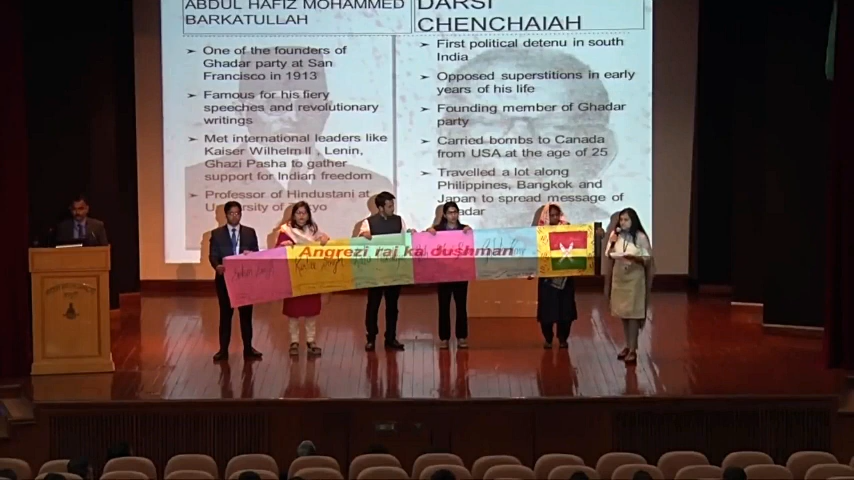 ABDUL HAFIZ MOHAMMED
BARKATULLAH
➢ One of the founders of
Ghadar party at San
Francisco in 1913
➢ Famous for his fiery
speeches and revolutionary
writings
➢ Met international leaders like
Kaiser Wilhelm II , Lenin,
Ghazi Pasha to gather
support for Indian freedom
➢ Professor of Hindustani at
University of Tokyo
DARSI
CHENCHAIAH
➢ First political detenu in south
India
➢ Opposed superstitions in early
years of his life
➢ Founding member of Ghadar
party
➢ Carried bombs to Canada
from USA at the age of 25
➢ Travelled a lot along
Philippines, Bangkok and
Japan to spread message of
Ghadar
Angrezi raj ka dushman